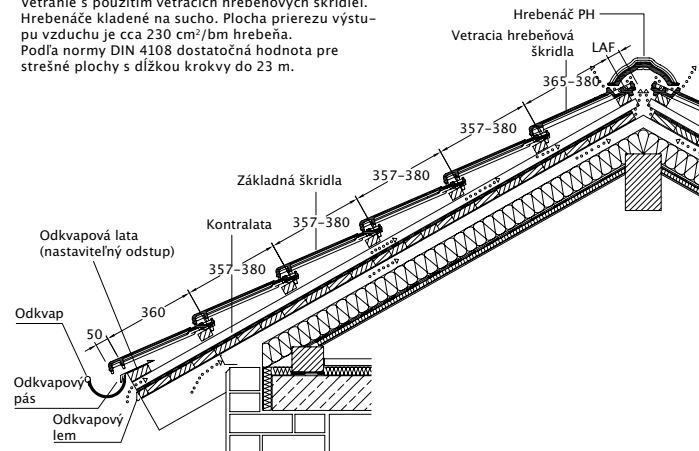 Vetranie s použitím vetracích hrebeňových škridiel.
Hrebenáče kladené na sucho. Plocha prierezu výstu-
pu vzduchu je cca 230 cm²/bm hrebeňa.
Podľa normy DIN 4108 dostatočná hodnota pre
strešné plochy s dĺžkou krokvy do 23 m.
Hrebenáč PH
Vetracia hrebeňová
škridla
LAF
365–380
357–380
357–380
Základná škridla
357–380
Kontralata
357–380
Odkvapová lata
(nastaviteľný odstup)
360
50
Odkvap
Odkvapový
pás
Odkvapový
lem